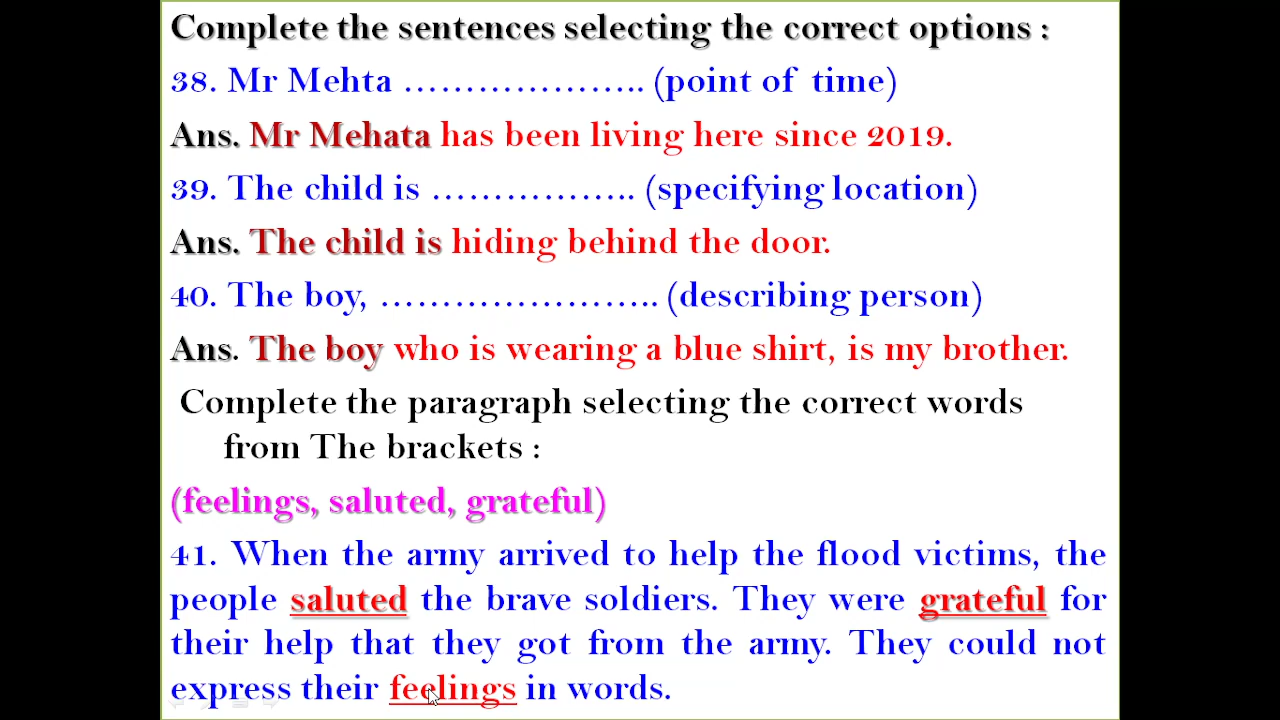 Complete the sentences selecting the correct options :
38. Mr Mehta ………………….. (point of time)
Ans. Mr Mehata has been living here since 2019.
39. The child is ……………….. (specifying location)
Ans. The child is hiding behind the door.
40. The boy, …………………….. (describing person)
Ans. The boy who is wearing a blue shirt, is my brother.
Complete the paragraph selecting the correct words
from The brackets :
(feelings, saluted, grateful)
41. When the army arrived to help the flood victims, the
people saluted the brave soldiers. They were grateful for
their help that they got from the army. They could not
express their feelings in words.